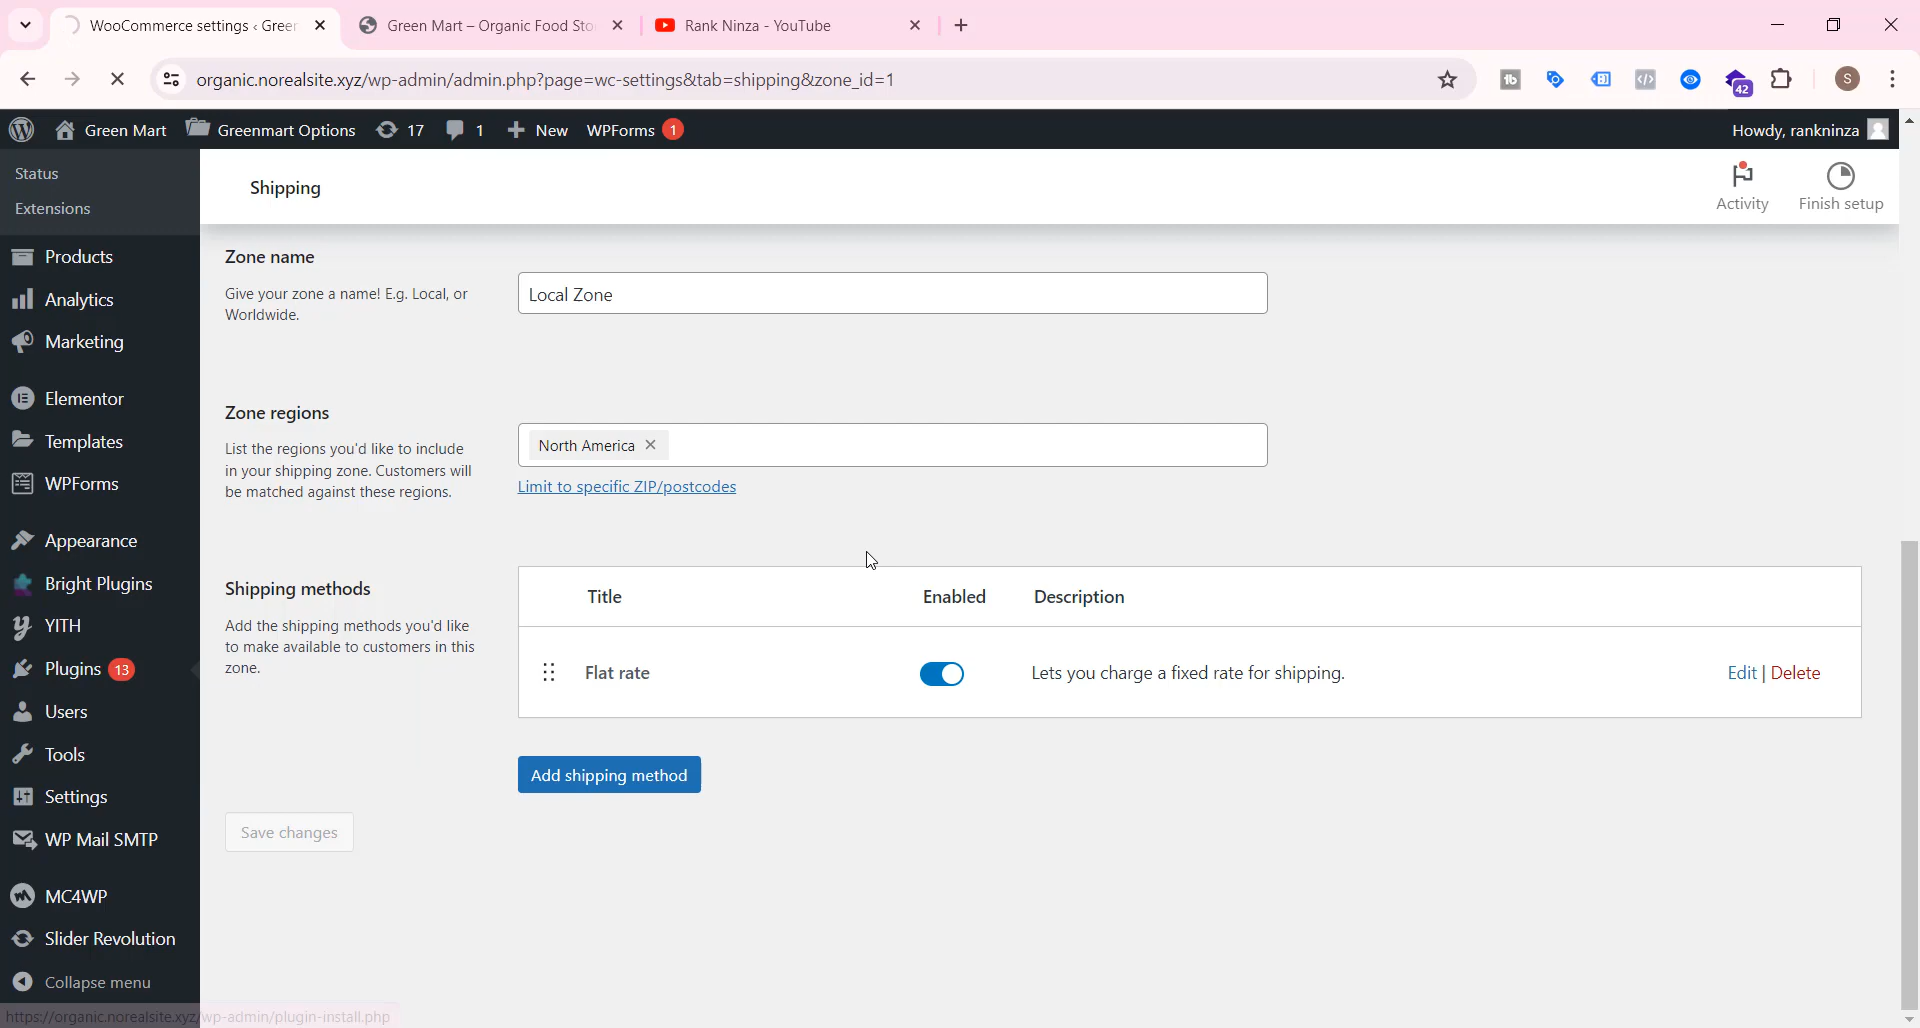 WooCommerce settings ‹ Greer
Green Mart – Organic Food Sto
Rank Ninza - YouTube
organic.norealsite.xyz/wp-admin/admin.php?page=wc-settings&tab=shipping&zone_id=1
42
S
Green Mart
Greenmart Options
17
1
New
WPForms
1
Howdy, rankninza
Status
Extensions
Products
Analytics
Marketing
Elementor
Templates
WPForms
Appearance
Bright Plugins
YITH
Plugins 13
Users
Tools
Settings
WP Mail SMTP
MC4WP
Slider Revolution
Collapse menu
Shipping
Activity
Finish setup
Zone name
Give your zone a name! E.g. Local, or
Worldwide.
Local Zone
Zone regions
List the regions you'd like to include
in your shipping zone. Customers will
be matched against these regions.
North America
Limit to specific ZIP/postcodes
Shipping methods
Add the shipping methods you'd like
to make available to customers in this
zone.
Title
Enabled
Description
Flat rate
Lets you charge a fixed rate for shipping.
Edit | Delete
Add shipping method
Save changes
https://organic.norealsite.xyz/wp-admin/plugin-install.php